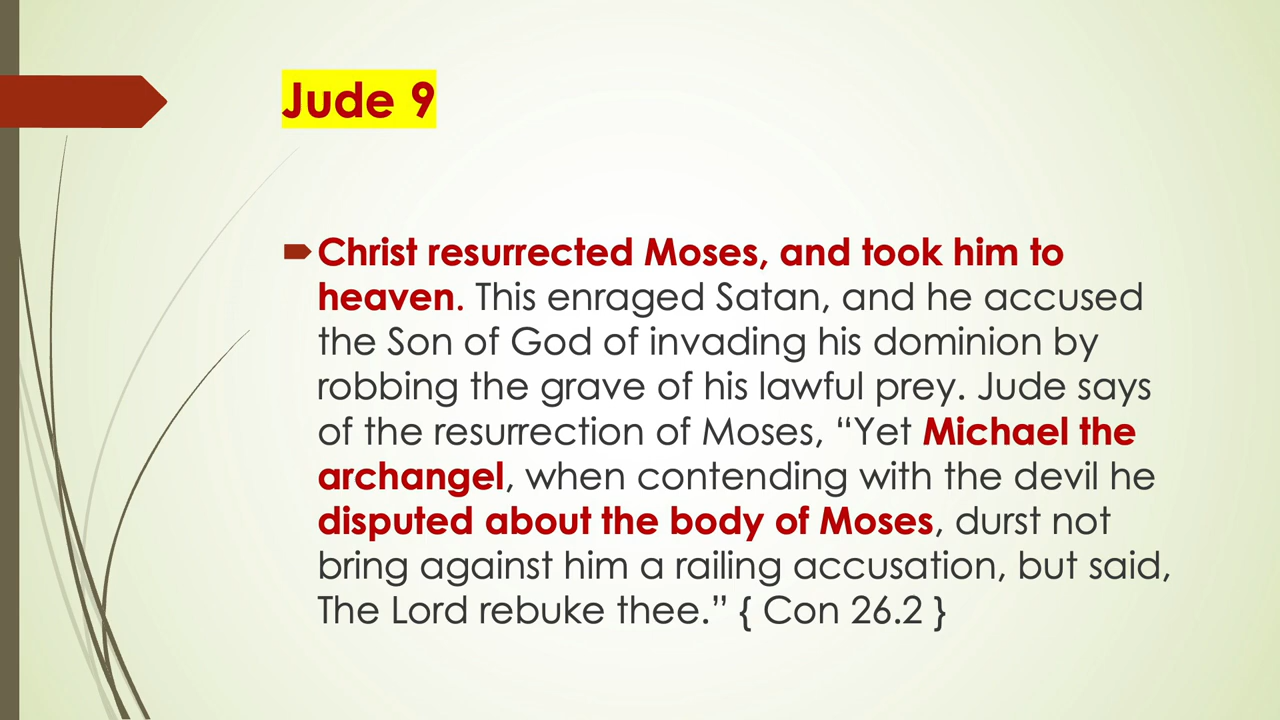 Jude 9
Christ resurrected Moses, and took him to
heaven. This enraged Satan, and he accused
the Son of God of invading his dominion by
robbing the grave of his lawful prey. Jude says
of the resurrection of Moses, “Yet Michael the
archangel, when contending with the devil he
disputed about the body of Moses, durst not
bring against him a railing accusation, but said,
The Lord rebuke thee.” { Con 26.2 }